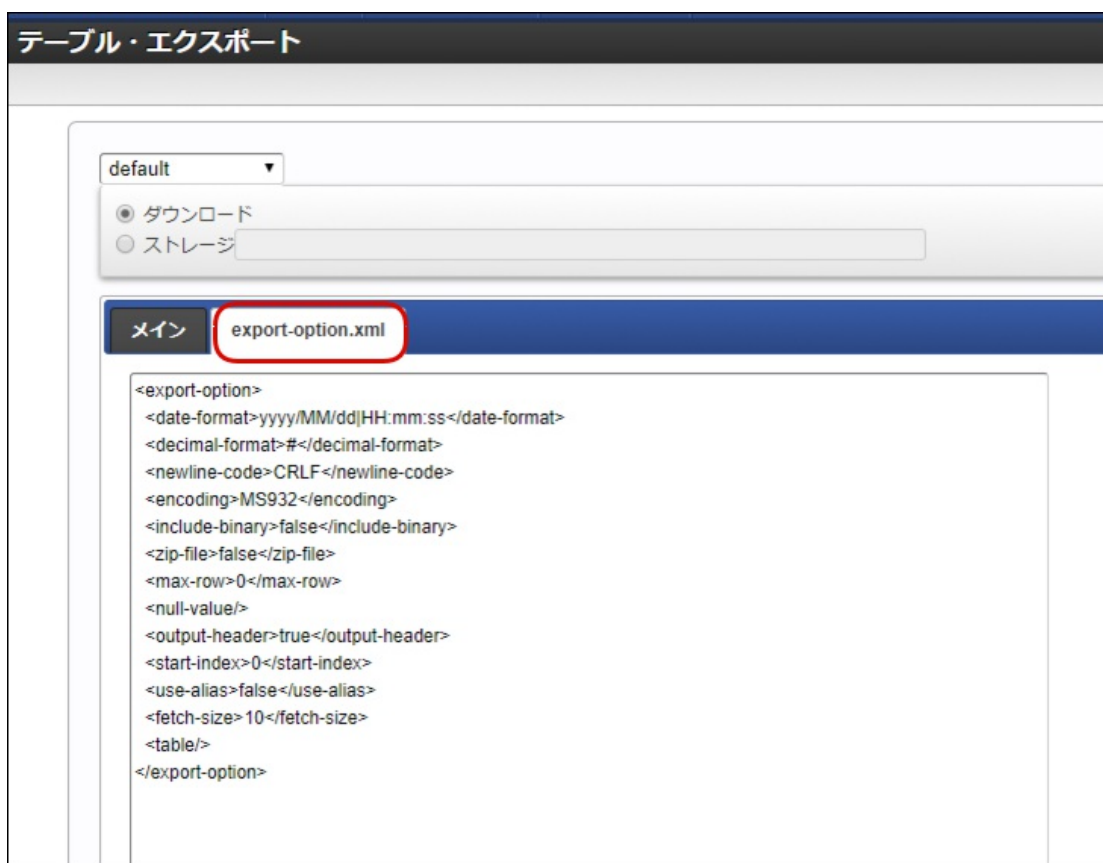 テーブル・エクスポート
default
ダウンロード
ストレージ
メイン export-option.xml
<export-option>
<date-format>yyyy/MM/dd|HH:mm:ss</date-format>
<decimal-format>#</decimal-format>
<newline-code>CRLF</newline-code>
<encoding>MS932</encoding>
<include-binary>false</include-binary>
<zip-file>false</zip-file>
<max-row>0</max-row>
<null-value/>
<output-header>true</output-header>
<start-index>0</start-index>
<use-alias>false</use-alias>
<fetch-size>10</fetch-size>
<table/>
</export-option>